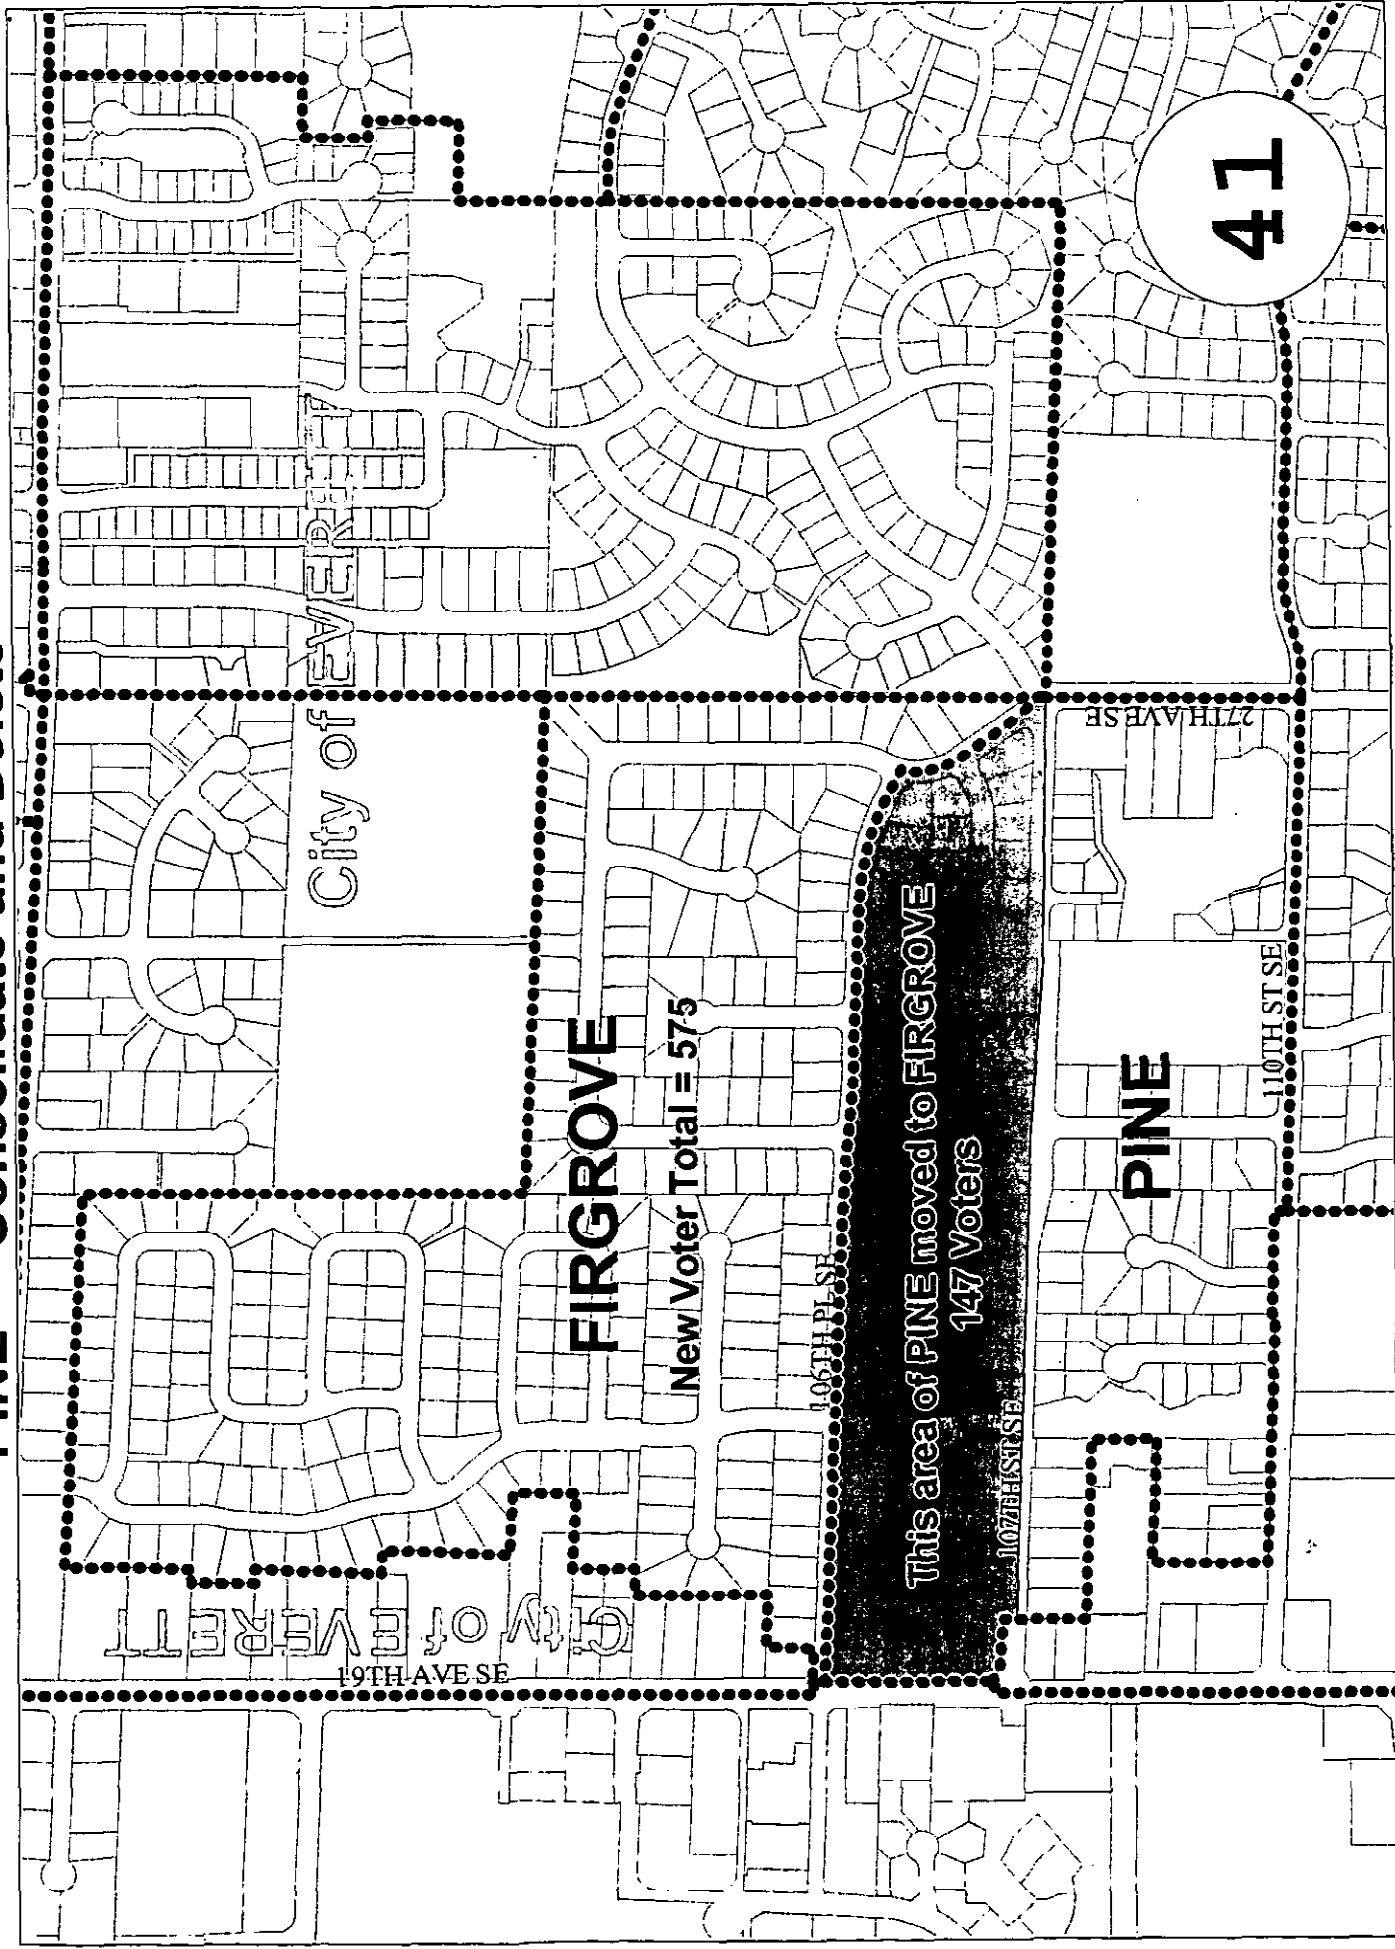 City of
EVERETT
City of EVERETT
19TH AVE SE
FIRGROVE
New Voter Total = 575
106TH PL SE
This area of PINE moved to FIRGROVE
147 Voters
107TH ST SE
27TH AVE SE
PINE
110TH ST SE
41